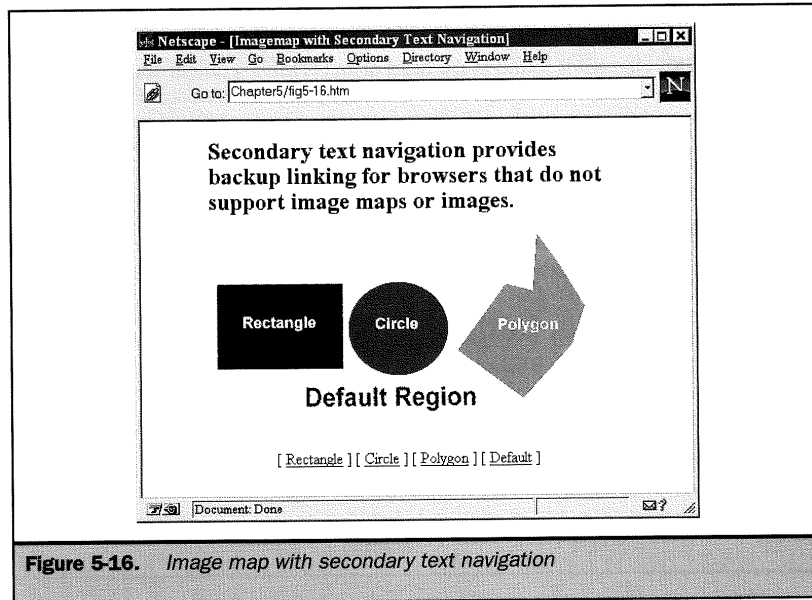 Netscape - [Imagemap with Secondary Text Navigation]
File Edit View Go Bookmarks Options Directory Window Help
Go to: Chapter5/fig5-16.htm
N
Secondary text navigation provides
backup linking for browsers that do not
support image maps or images.
Rectangle Circle Polygon
Default Region
[ Rectangle ] [ Circle ] [ Polygon ] [ Default ]
Document: Done
?
Figure 5-16. Image map with secondary text navigation